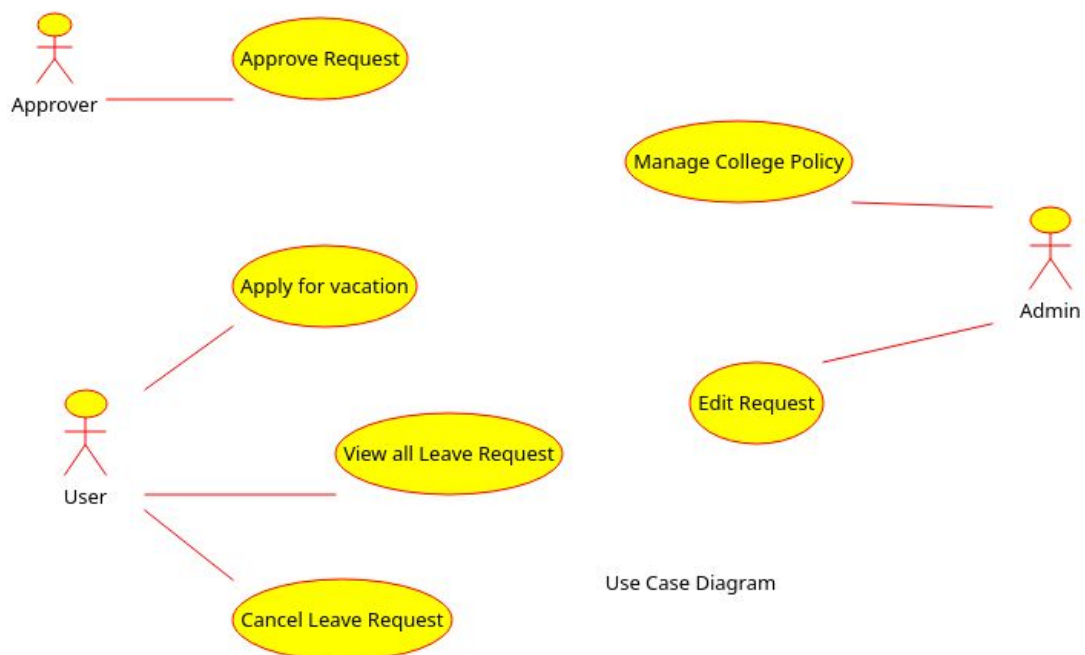 Approve Request
Approver
Manage College Policy
Apply for vacation
Admin
Edit Request
View all Leave Request
User
Use Case Diagram
Cancel Leave Request